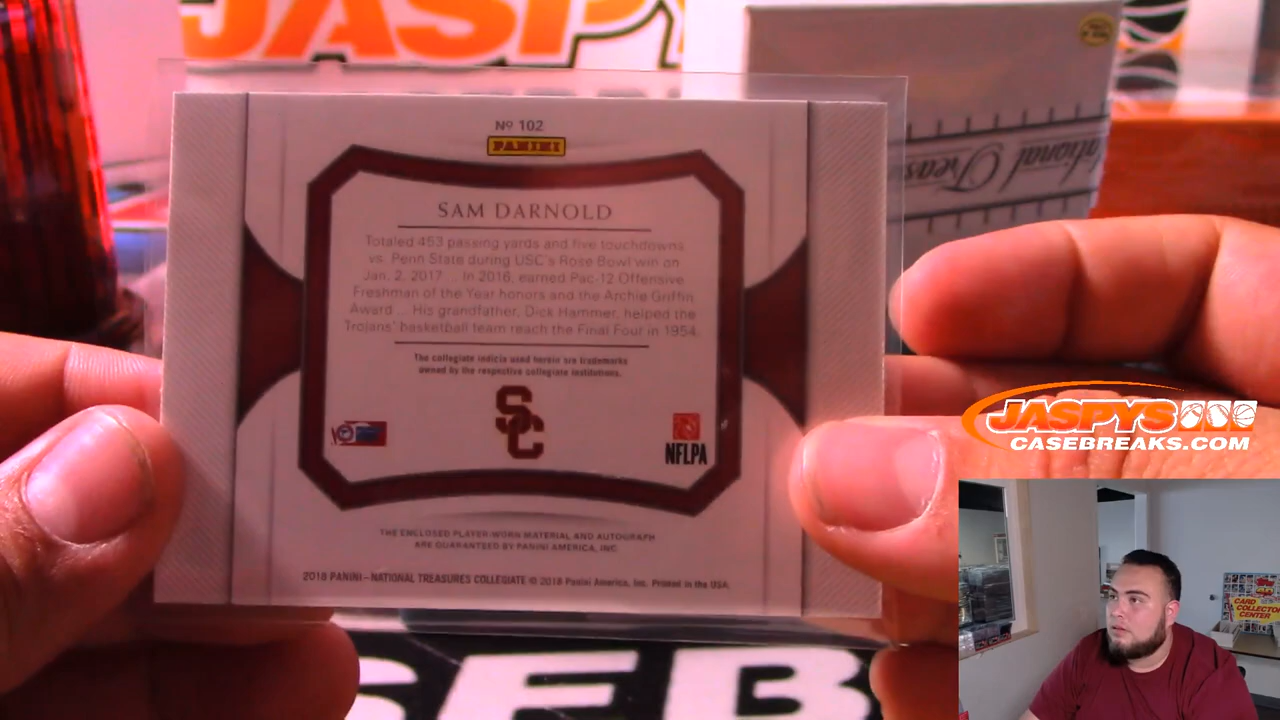 JASPY
Nº 102
PANINI
SAM DARNOLD
Totaled 453 passing yards and five touchdowns
vs. Penn State during USC's Rose Bowl win on
Jan. 2, 2017 ... In 2016, earned Pac-12 Offensive
Freshman of the Year honors and the Archie Griffin
Award ... His grandfather, Dick Hammer, helped the
Trojans' basketball team reach the Final Four in 1954.
The collegiate indicia used herein are trademarks
owned by the respective collegiate institutions.
SC
NFLPA
THE ENCLOSED PLAYER-WORN MATERIAL AND AUTOGRAPH
ARE GUARANTEED BY PANINI AMERICA, INC.
2018 PANINI – NATIONAL TREASURES COLLEGIATE © 2018 Panini America, Inc. Printed in the USA.
ational Treas
JASPYS
CASEBREAKS.COM
Topps
CARD
COLLECTO
CENTER
SEB